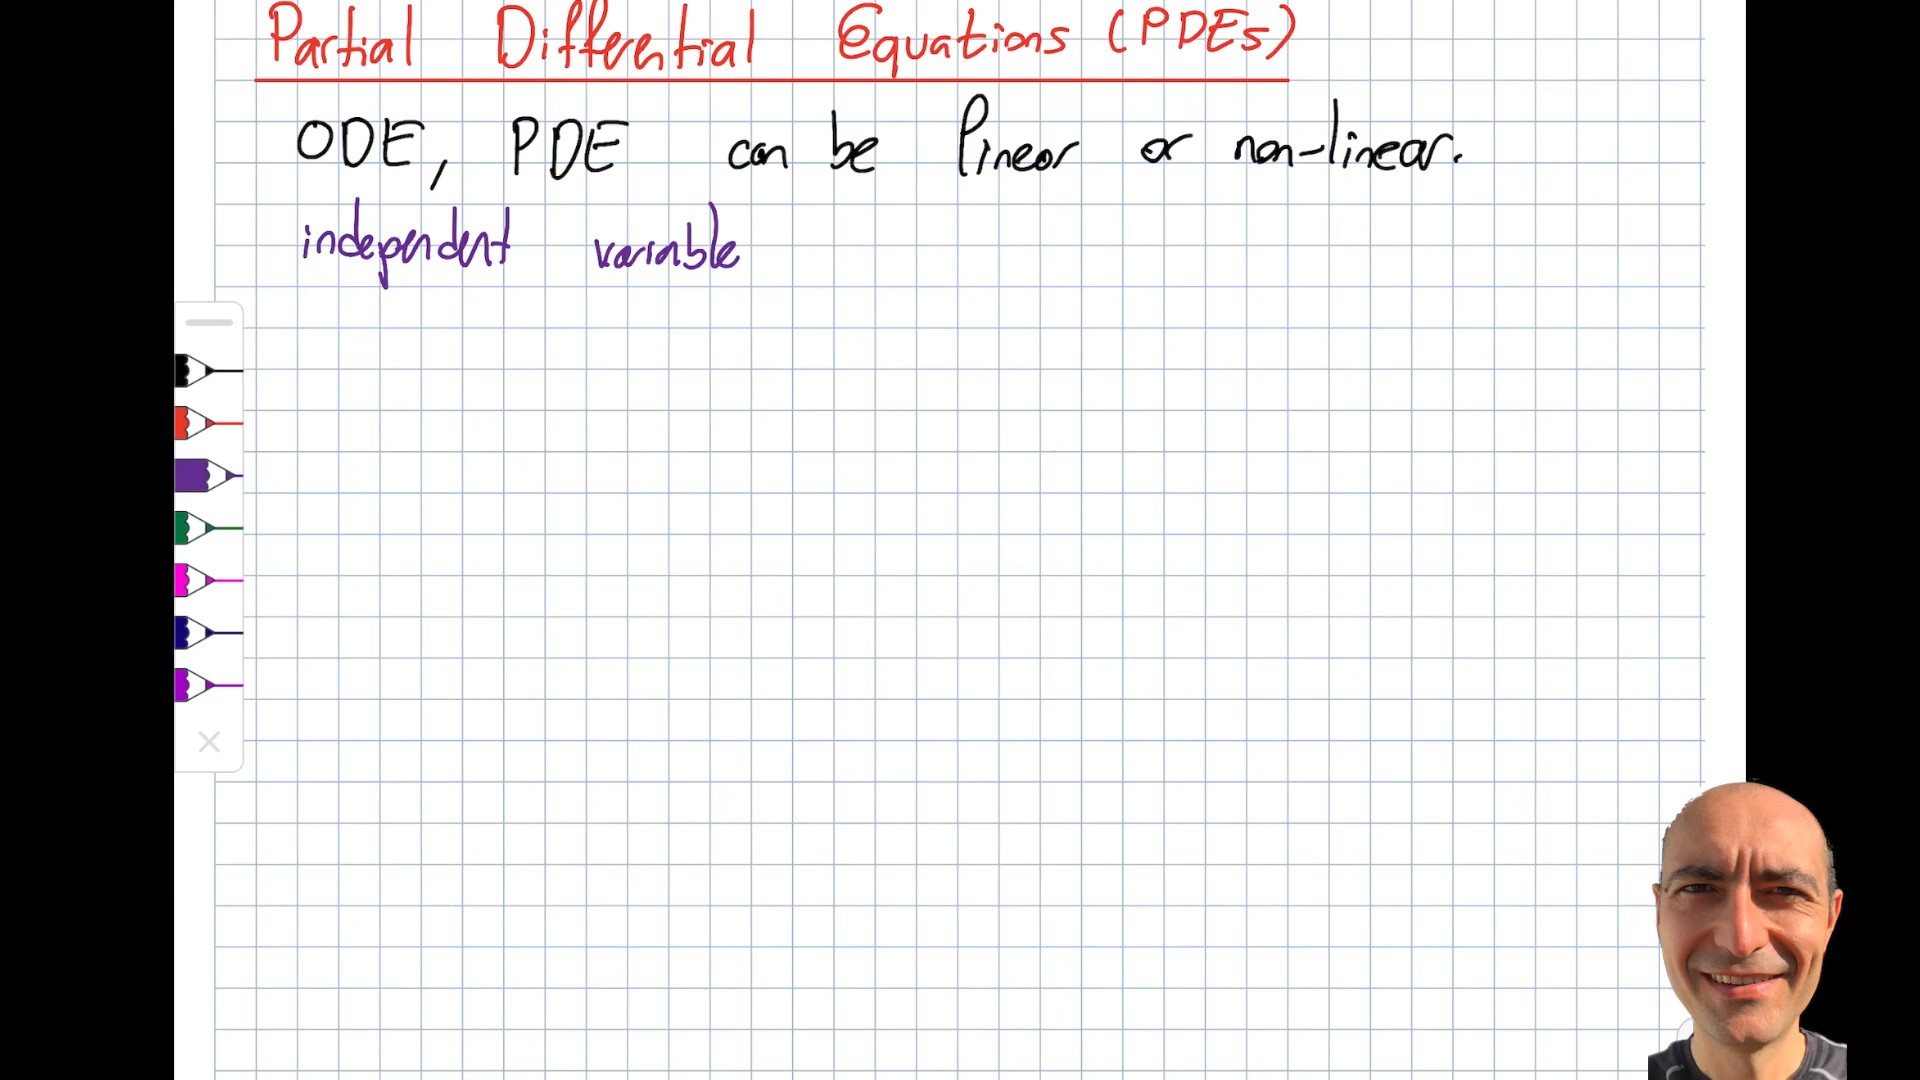 Partial Differential Equations (PDEs)
ODE, PDE can be linear or non-linear.
independent variable